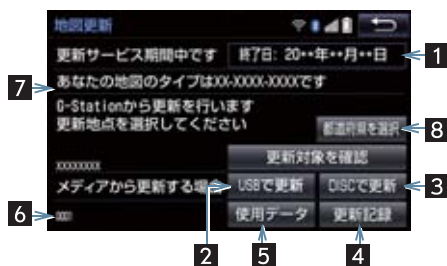 地図更新
更新サービス期間中です 終了日: 20**年**月**日 1
7 あなたの地図のタイプはXX-XXXX-XXXXです
G-Stationから更新を行います
更新地点を選択してください 都道府県を選択 8
XXXXXXXX 更新対象を確認
メディアから更新する場合 USBで更新 DISCで更新 3
6 XXX 使用データ 更新記録
2 5 4